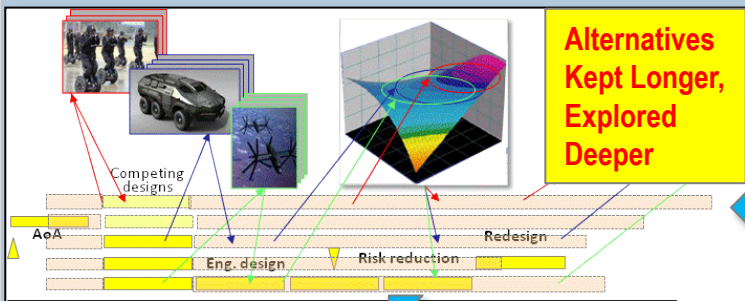 Alternatives
Kept Longer,
Explored
Deeper
Competing
designs
AoA
Redesign
Eng. design
Risk reduction